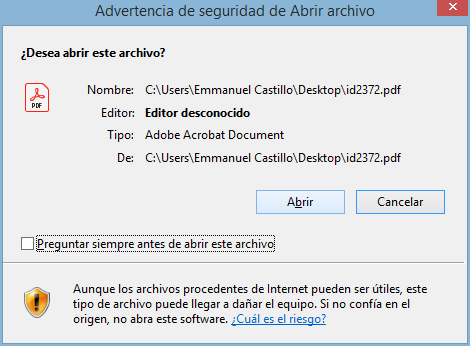 Advertencia de seguridad de Abrir archivo
¿Desea abrir este archivo?
PDF
Nombre: C:\Users\Emmanuel Castillo\Desktop\id2372.pdf
Editor: Editor desconocido
Tipo: Adobe Acrobat Document
De: C:\Users\Emmanuel Castillo\Desktop\id2372.pdf
Abrir Cancelar
Preguntar siempre antes de abrir este archivo
Aunque los archivos procedentes de Internet pueden ser útiles, este
tipo de archivo puede llegar a dañar el equipo. Si no confía en el
origen, no abra este software. ¿Cuál es el riesgo?